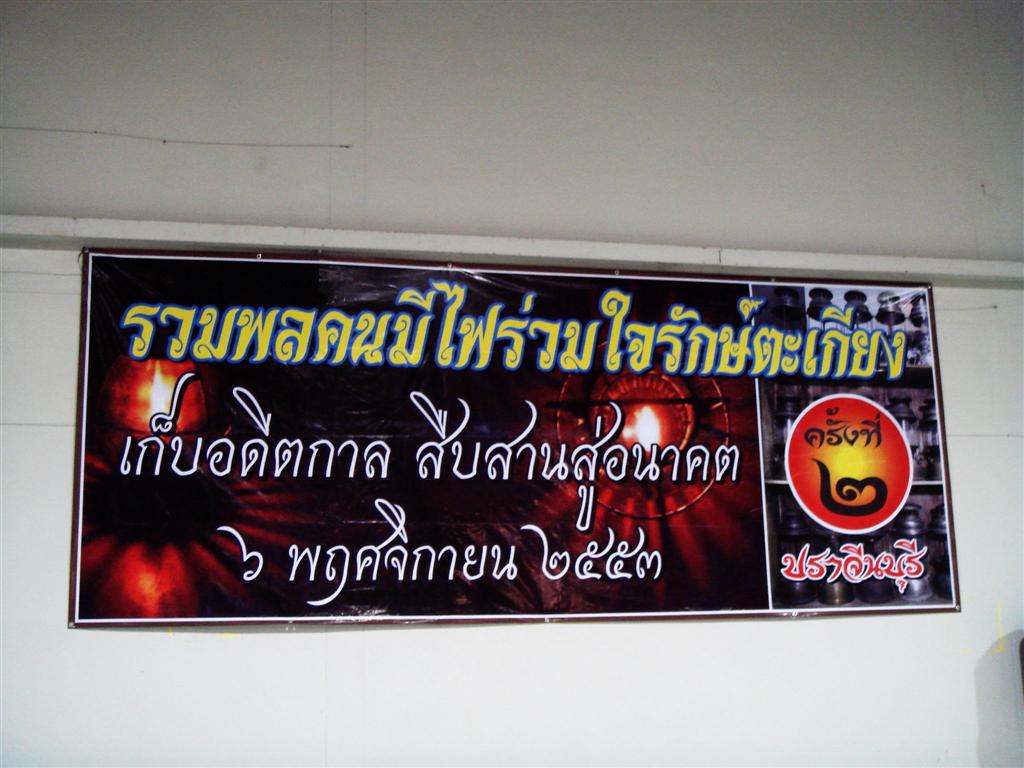 รวมพลคนมีไฟร่วมใจรักษ์ตะเกียง
เก็บอดีตกาล สืบสานสู่อนาคต
๖ พฤศจิกายน ๒๕๕๓
ครั้งที่
๒
ปราจีนบุรี